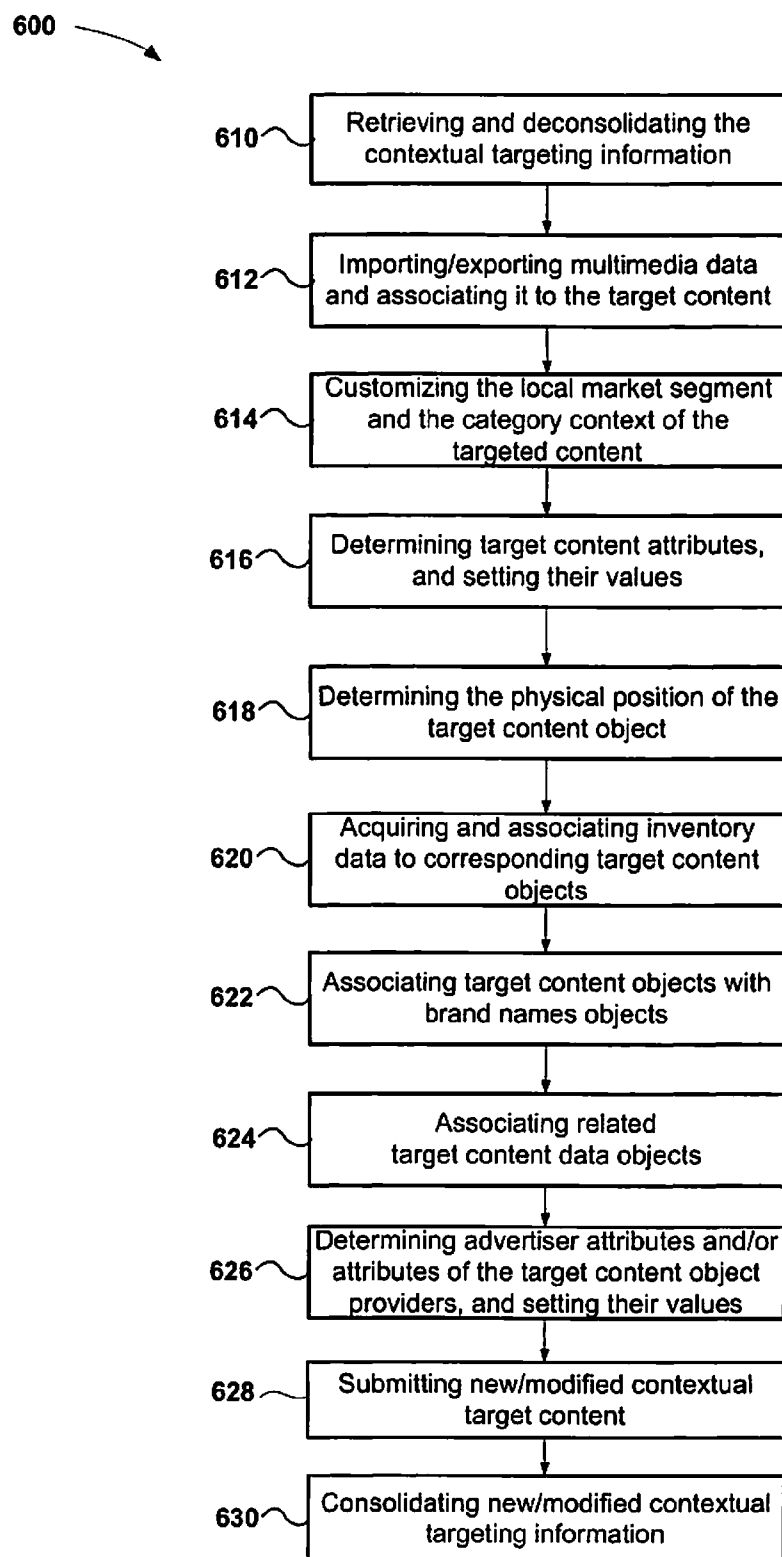 600
610
Retrieving and deconsolidating the
contextual targeting information
612
Importing/exporting multimedia data
and associating it to the target content
614
Customizing the local market segment
and the category context of the
targeted content
616
Determining target content attributes,
and setting their values
618
Determining the physical position of the
target content object
620
Acquiring and associating inventory
data to corresponding target content
objects
622
Associating target content objects with
brand names objects
624
Associating related
target content data objects
626
Determining advertiser attributes and/or
attributes of the target content object
providers, and setting their values
628
Submitting new/modified contextual
target content
630
Consolidating new/modified contextual
targeting information